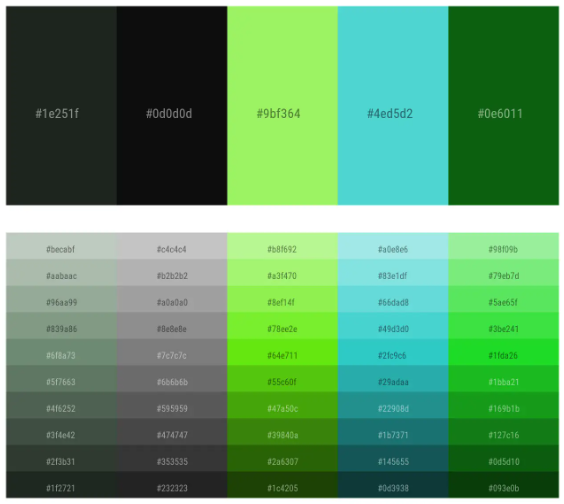 #1e251f #0d0d0d #9bf364 #4ed5d2 #0e6011
#becabf #c4c4c4 #b8f692 #a0e8e6 #98f09b
#aabaac #b2b2b2 #a3f470 #83e1df #79eb7d
#96aa99 #a0a0a0 #8ef14f #66dad8 #5ae65f
#839a86 #8e8e8e #78ee2e #49d3d0 #3be241
#6f8a73 #7c7c7c #64e711 #2fc9c6 #1fda26
#5f7663 #6b6b6b #55c60f #29adaa #1bba21
#4f6252 #595959 #47a50c #22908d #169b1b
#3f4e42 #474747 #39840a #1b7371 #127c16
#2f3b31 #353535 #2a6307 #145655 #0d5d10
#1f2721 #232323 #1c4205 #0d3938 #093e0b